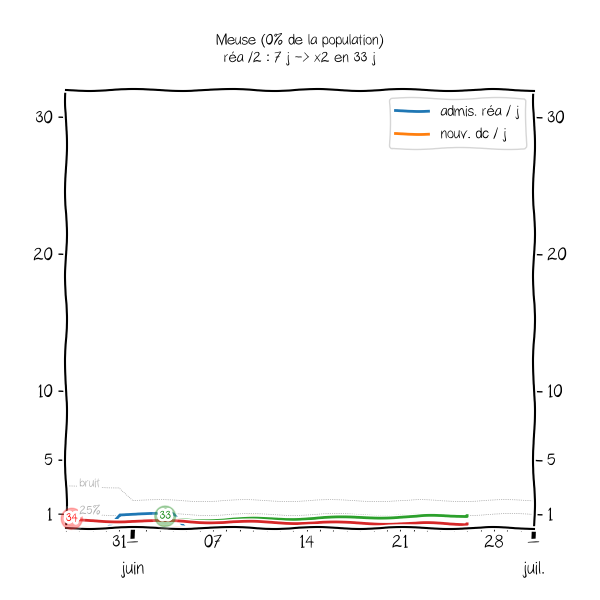 Meuse (0% de la population)
réa /2 : 7 j -> x2 en 33 j
admis. réa / j
nouv. dc / j
30
30
20
20
10
10
5
5
bruit
25%
1
34
33
1
31
07
14
21
28
juin
juil.